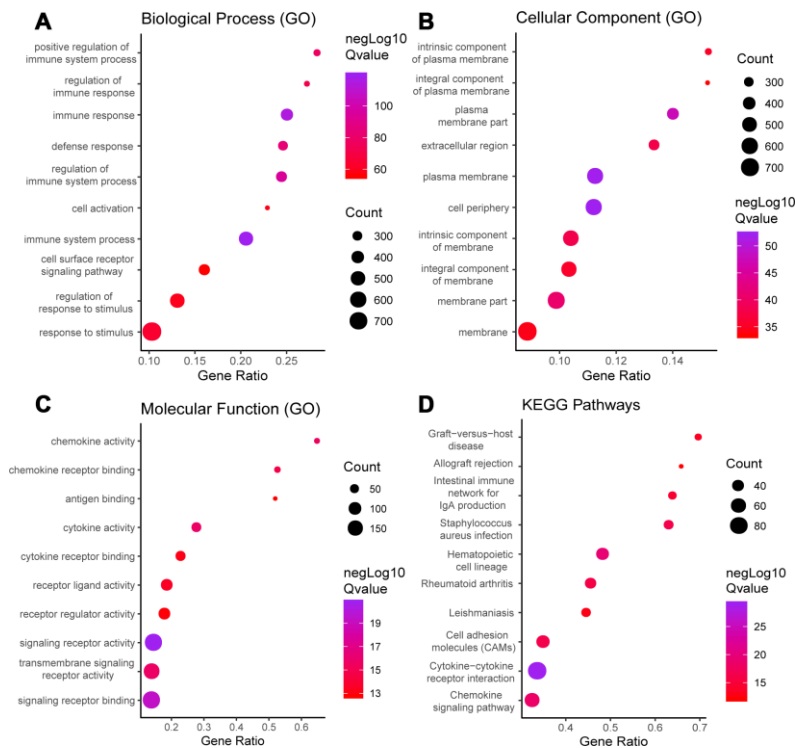 A
Biological Process (GO)
positive regulation of
immune system process
regulation of
immune response
immune response
defense response
regulation of
immune system process
cell activation
immune system process
cell surface receptor
signaling pathway
regulation of
response to stimulus
response to stimulus
0.10 0.15 0.20 0.25
Gene Ratio
negLog10
Qvalue
100
80
60
Count
300
400
500
600
700
B
Cellular Component (GO)
intrinsic component
of plasma membrane
integral component
of plasma membrane
plasma
membrane part
extracellular region
plasma membrane
cell periphery
intrinsic component
of membrane
integral component
of membrane
membrane part
membrane
0.10 0.12 0.14
Gene Ratio
Count
300
400
500
600
700
negLog10
Qvalue
50
45
40
35
C
Molecular Function (GO)
chemokine activity
chemokine receptor binding
antigen binding
cytokine activity
cytokine receptor binding
receptor ligand activity
receptor regulator activity
signaling receptor activity
transmembrane signaling
receptor activity
signaling receptor binding
0.2 0.3 0.4 0.5 0.6
Gene Ratio
Count
50
100
150
negLog10
Qvalue
19
17
15
13
D
KEGG Pathways
Graft−versus−host
disease
Allograft rejection
Intestinal immune
network for
IgA production
Staphylococcus
aureus infection
Hematopoietic
cell lineage
Rheumatoid arthritis
Leishmaniasis
Cell adhesion
molecules (CAMs)
Cytokine−cytokine
receptor interaction
Chemokine
signaling pathway
0.4 0.5 0.6 0.7
Gene Ratio
Count
40
60
80
negLog10
Qvalue
25
20
15